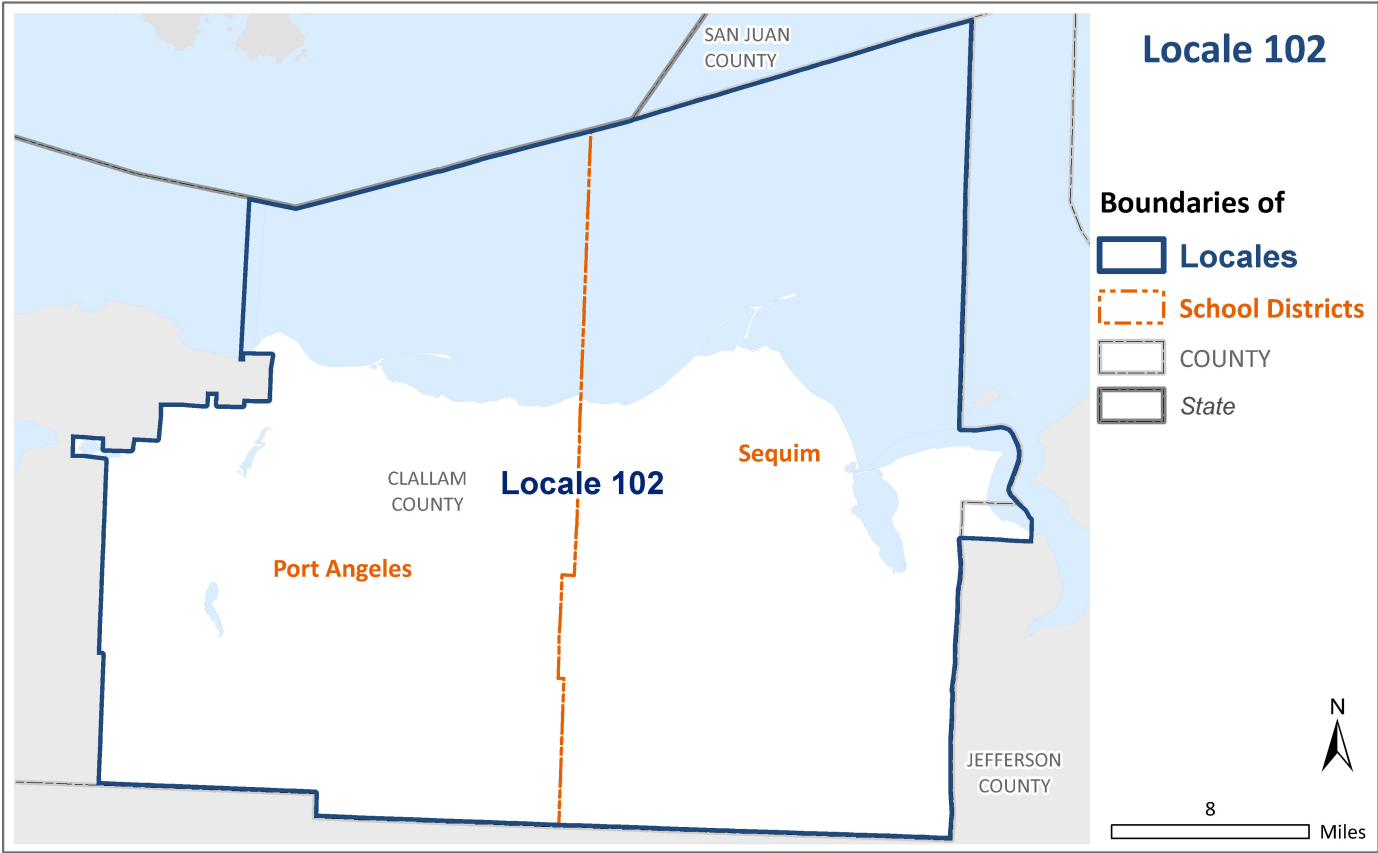 SAN JUAN
COUNTY
CLALLAM
COUNTY
Locale 102
Sequim
Port Angeles
JEFFERSON
COUNTY
Locale 102
Boundaries of
Locales
School Districts
COUNTY
State
N
8
Miles